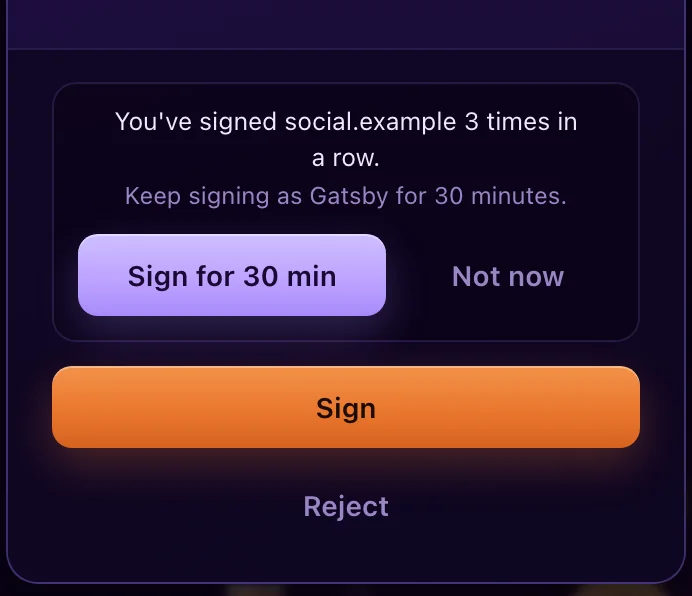 You've signed social.example 3 times in
a row.
Keep signing as Gatsby for 30 minutes.
Sign for 30 min
Not now
Sign
Reject